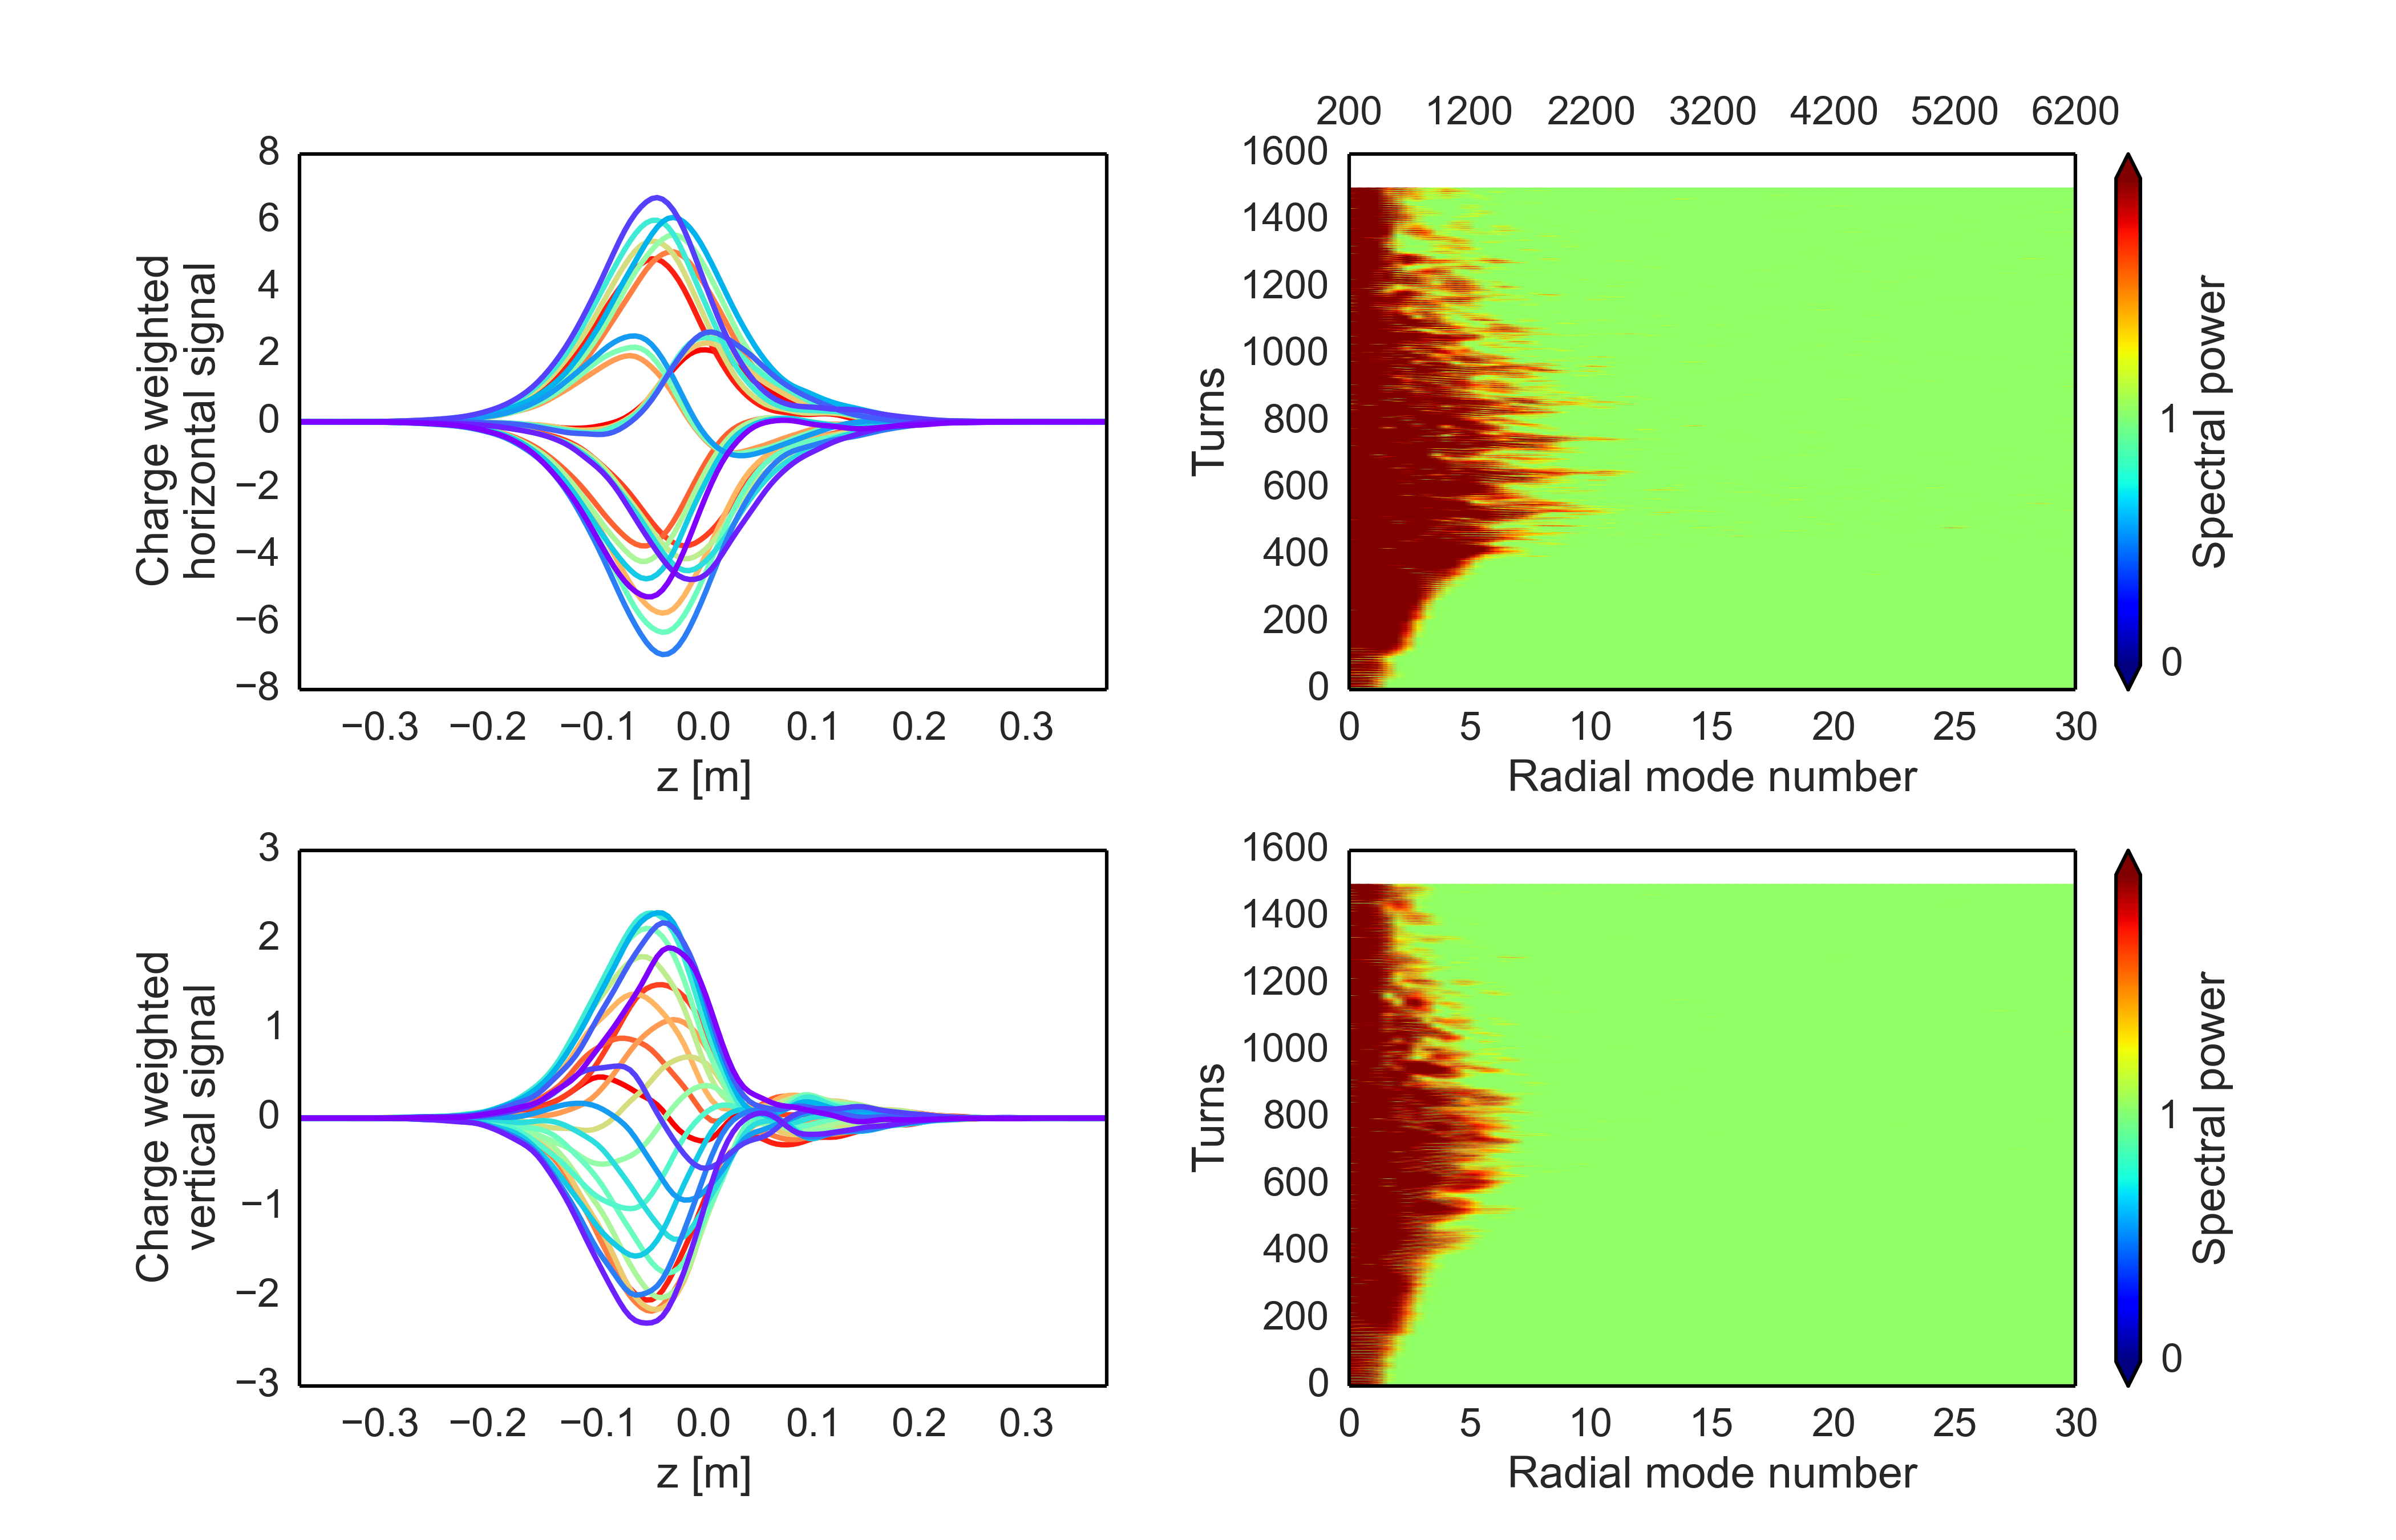 8
6
4
2
0
−2
−4
−6
−8
Charge weighted
horizontal signal
−0.3 −0.2 −0.1 0.0 0.1 0.2 0.3
z [m]
200 1200 2200 3200 4200 5200 6200
1600
1400
1200
1000
800
600
400
200
0
Turns
0 5 10 15 20 25 30
Radial mode number
1
0
Spectral power
3
2
1
0
−1
−2
−3
Charge weighted
vertical signal
−0.3 −0.2 −0.1 0.0 0.1 0.2 0.3
z [m]
1600
1400
1200
1000
800
600
400
200
0
Turns
0 5 10 15 20 25 30
Radial mode number
1
0
Spectral power